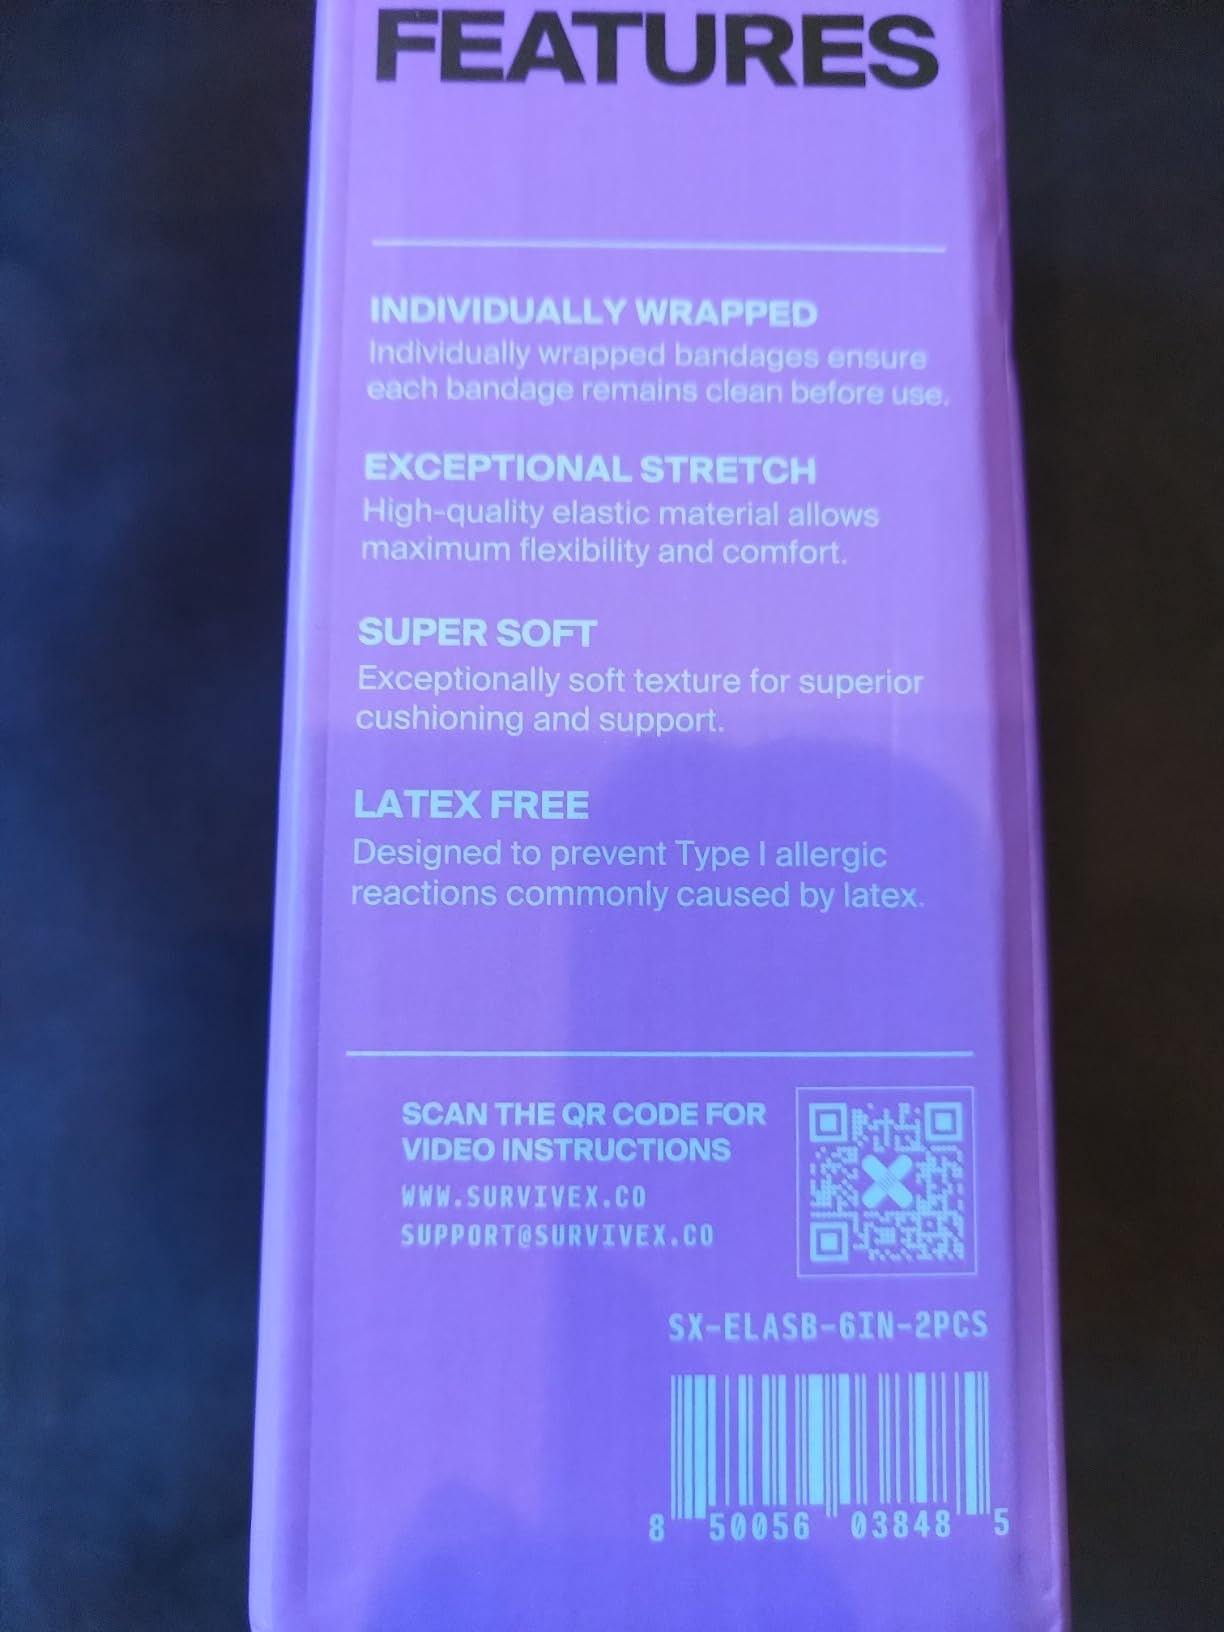 FEATURES
INDIVIDUALLY WRAPPED
Individually wrapped bandages ensure
each bandage remains clean before use.
EXCEPTIONAL STRETCH
High-quality elastic material allows
maximum flexibility and comfort.
SUPER SOFT
Exceptionally soft texture for superior
cushioning and support.
LATEX FREE
Designed to prevent Type I allergic
reactions commonly caused by latex.
SCAN THE QR CODE FOR
VIDEO INSTRUCTIONS
WWW.SURVIVEX.CO
SUPPORT@SURVIVEX.CO
SX-ELASB-6IN-2PCS
8 50056 03848 5